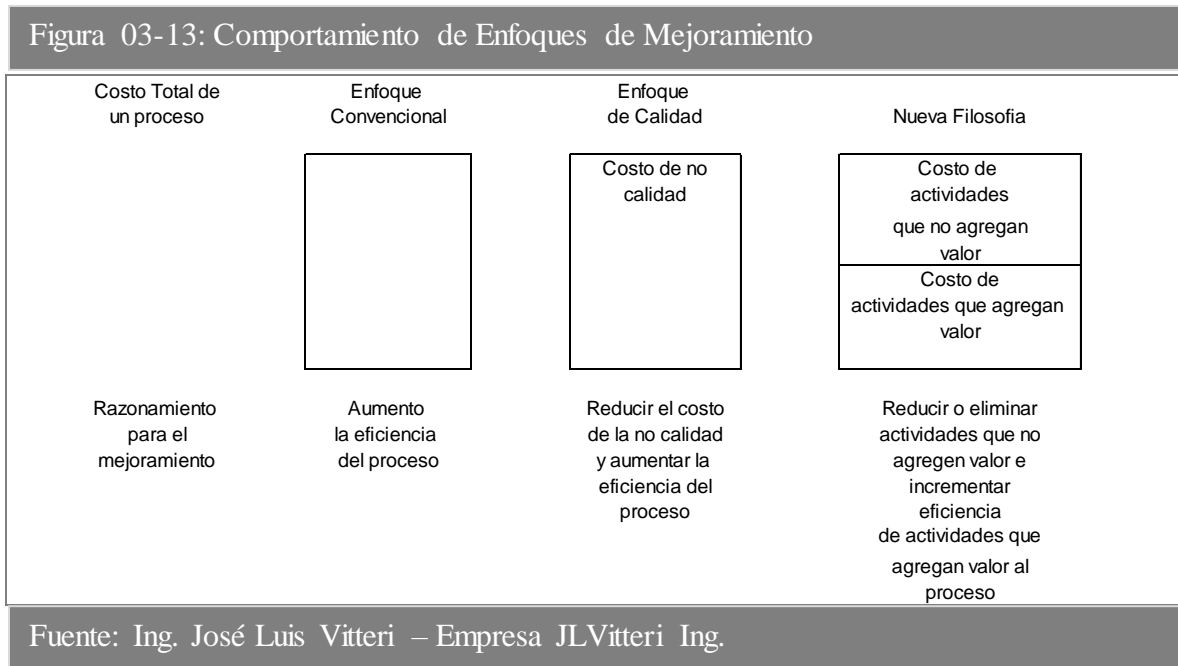 Figura 03-13: Comportamiento de Enfoques de Mejoramiento
Costo Total de
un proceso
Enfoque
Convencional
Enfoque
de Calidad
Nueva Filosofia
Costo de no
calidad
Costo de
actividades
que no agregan
valor
Costo de
actividades que agregan
valor
Razonamiento
para el
mejoramiento
Aumento
la eficiencia
del proceso
Reducir el costo
de la no calidad
y aumentar la
eficiencia del
proceso
Reducir o eliminar
actividades que no
agregen valor e
incrementar
eficiencia
de actividades que
agregan valor al
proceso
Fuente: Ing. José Luis Vitteri – Empresa JLVitteri Ing.